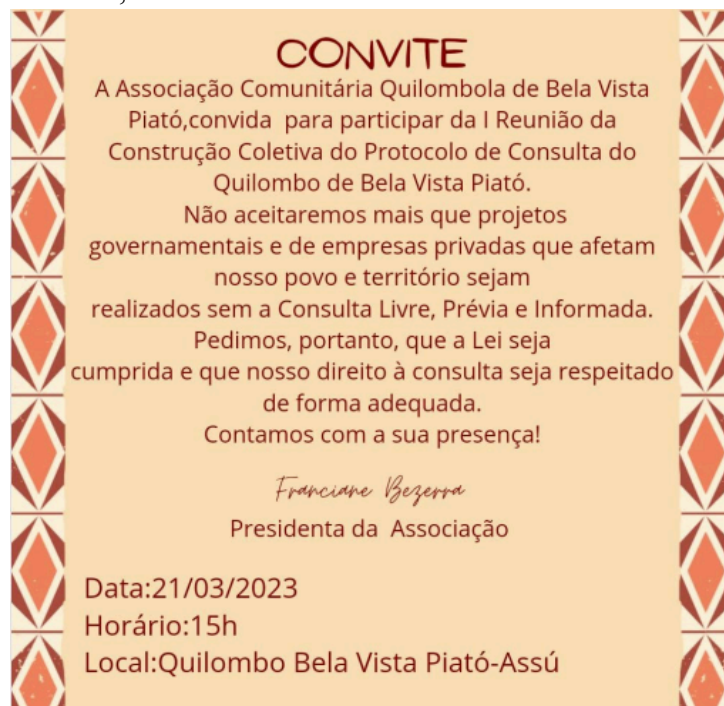 CONVITE
A Associação Comunitária Quilombola de Bela Vista
Piató,convida para participar da I Reunião da
Construção Coletiva do Protocolo de Consulta do
Quilombo de Bela Vista Piató.
Não aceitaremos mais que projetos
governamentais e de empresas privadas que afetam
nosso povo e território sejam
realizados sem a Consulta Livre, Prévia e Informada.
Pedimos, portanto, que a Lei seja
cumprida e que nosso direito à consulta seja respeitado
de forma adequada.
Contamos com a sua presença!
Franciane Bezerra
Presidenta da Associação
Data:21/03/2023
Horário:15h
Local:Quilombo Bela Vista Piató-Assú